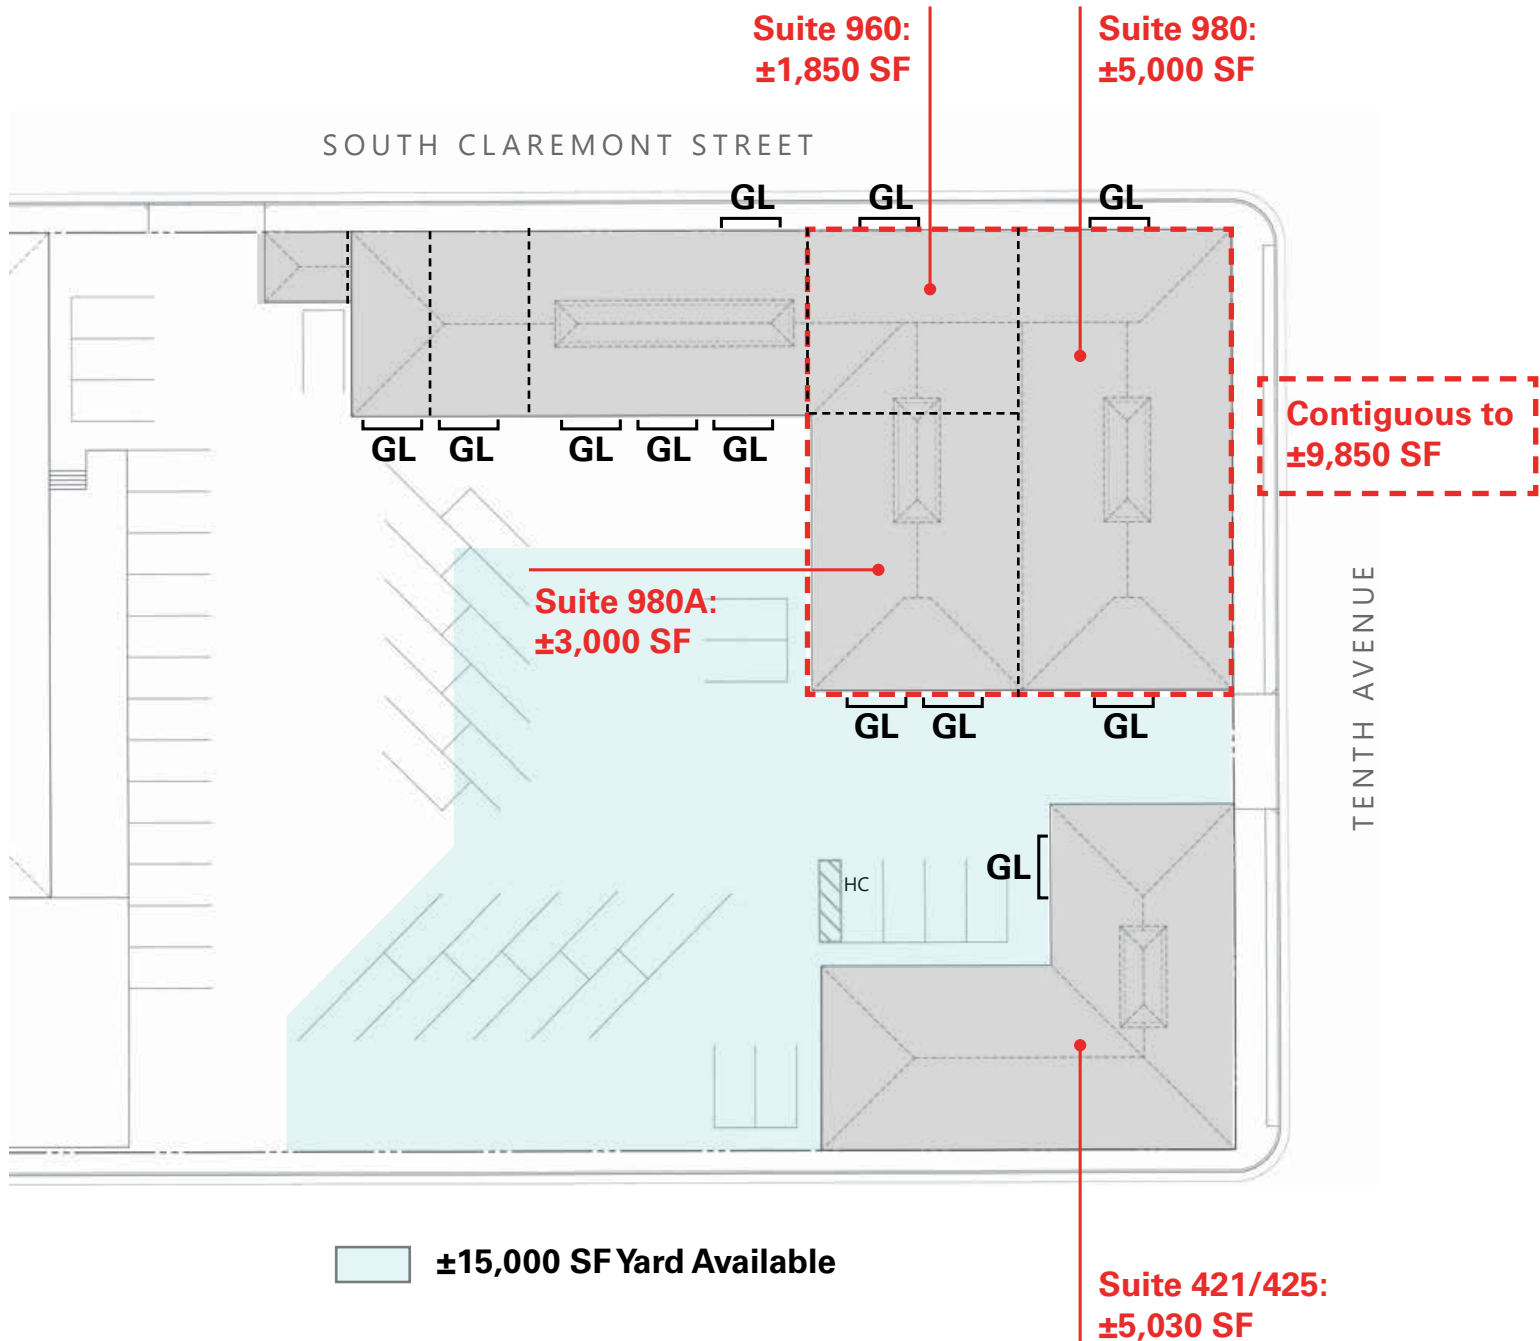 Suite 960:
±1,850 SF
Suite 980:
±5,000 SF
SOUTH CLAREMONT STREET
GL
GL
GL
GL
GL
GL
GL
GL
Contiguous to
±9,850 SF
Suite 980A:
±3,000 SF
GL
GL
GL
TENTH AVENUE
GL
HC
±15,000 SF Yard Available
Suite 421/425:
±5,030 SF